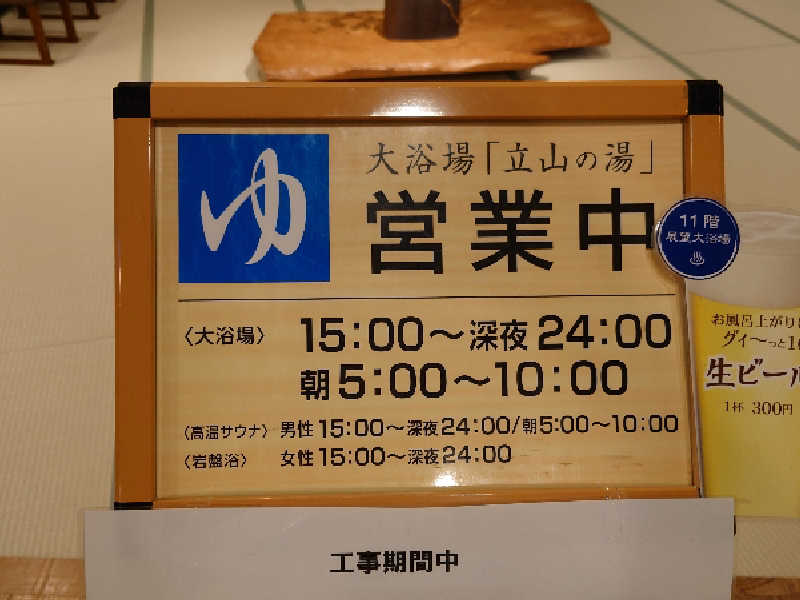 ゆ
大浴場「立山の湯」
営業中
11階
展望大浴場
〈大浴場〉 15:00～深夜24:00
朝5:00～10:00
〈高温サウナ〉 男性15:00～深夜24:00/朝5:00～10:00
〈岩盤浴〉 女性15:00～深夜24:00
お風呂上がり
グイ～っと
生ビール
1杯 300円
工事期間中